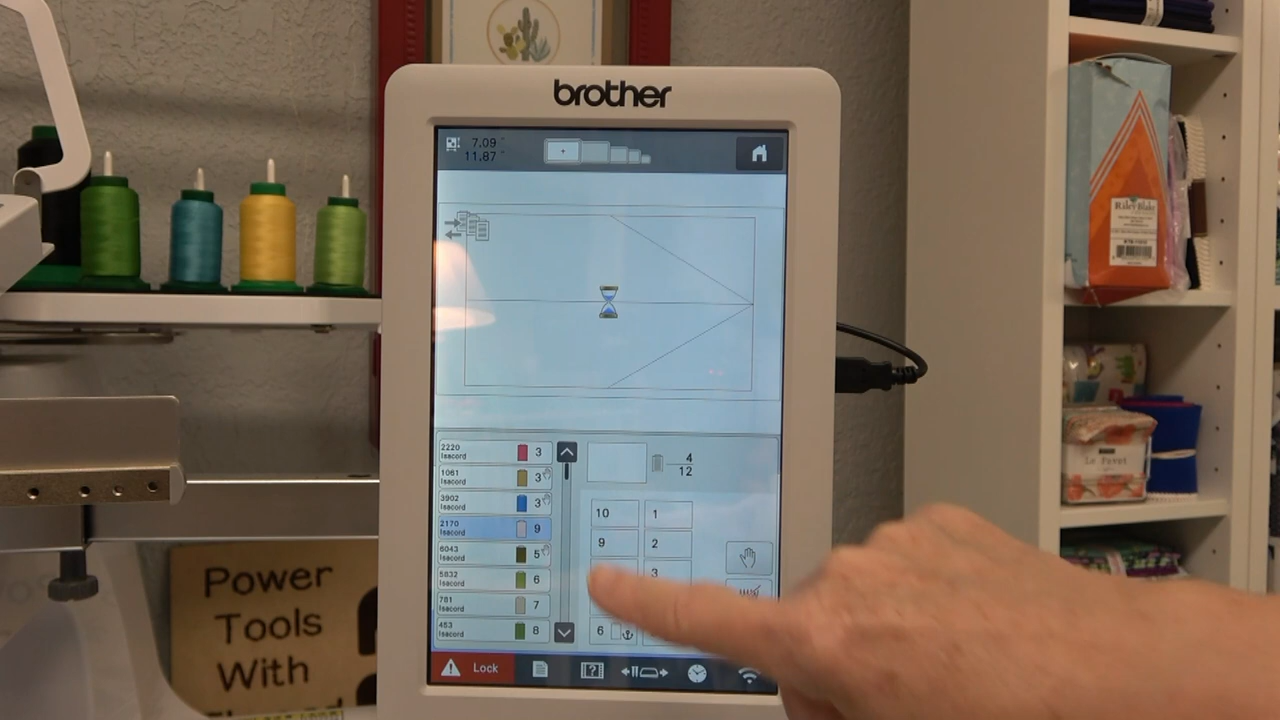 brother
7.09
11.87
2220
Isacord
3
1061
Isacord
3
3902
Isacord
3
2170
Isacord
9
6043
Isacord
5
5832
Isacord
6
781
Isacord
7
453
Isacord
8
4
12
10
1
9
2
3
6
Lock
Power
Tools
With
Riley Blake